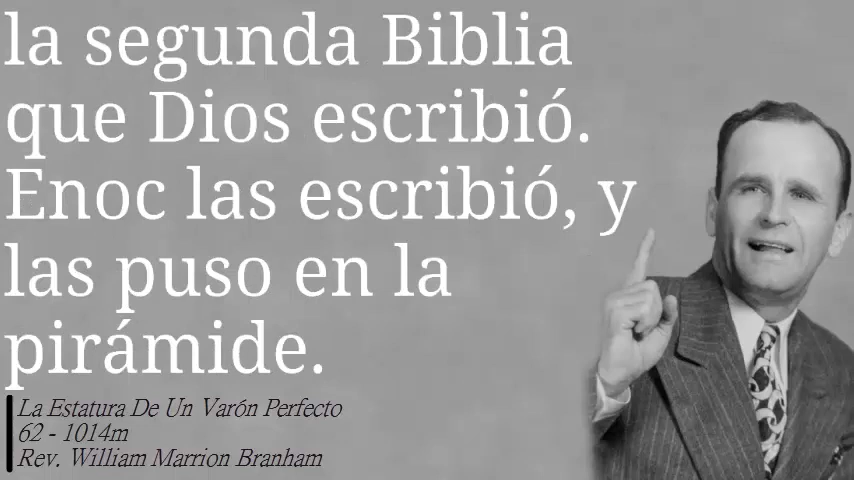 la segunda Biblia
que Dios escribió.
Enoc las escribió, y
las puso en la
pirámide.
La Estatura De Un Varón Perfecto
62 - 1014m
Rev. William Marrion Branham